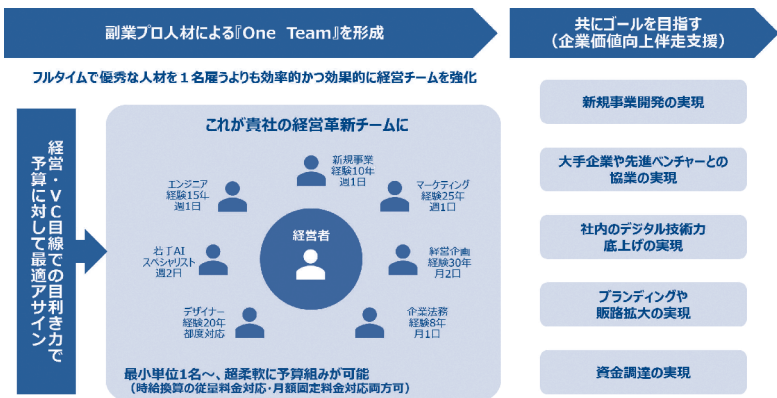 副業プロ人材による『One Team』を形成
共にゴールを目指す
（企業価値向上伴走支援）
フルタイムで優秀な人材を１名雇うよりも効率的かつ効果的に経営チームを強化
経営・VC目線での目利き力で
予算に対して最適アサイン
これが貴社の経営革新チームに
新規事業
経験10年
週1日
エンジニア
経験15年
週1日
マーケティング
経験25年
週1日
経営者
若手AI
スペシャリスト
週2日
経営企画
経験30年
月2日
デザイナー
経験20年
都度対応
企業法務
経験8年
月1日
最小単位1名～、超柔軟に予算組みが可能
（時給換算の従量料金対応・月額固定料金対応両方可）
新規事業開発の実現
大手企業や先進ベンチャーとの
協業の実現
社内のデジタル技術力
底上げの実現
ブランディングや
販路拡大の実現
資金調達の実現